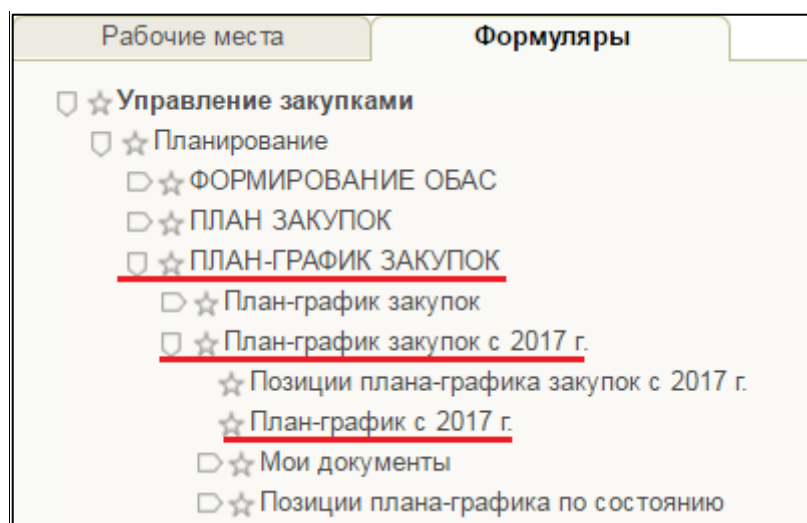 Рабочие места
Формуляры
Управление закупками
Планирование
ФОРМИРОВАНИЕ ОБАС
ПЛАН ЗАКУПОК
ПЛАН-ГРАФИК ЗАКУПОК
План-график закупок
План-график закупок с 2017 г.
Позиции плана-графика закупок с 2017 г.
План-график с 2017 г.
Мои документы
Позиции плана-графика по состоянию